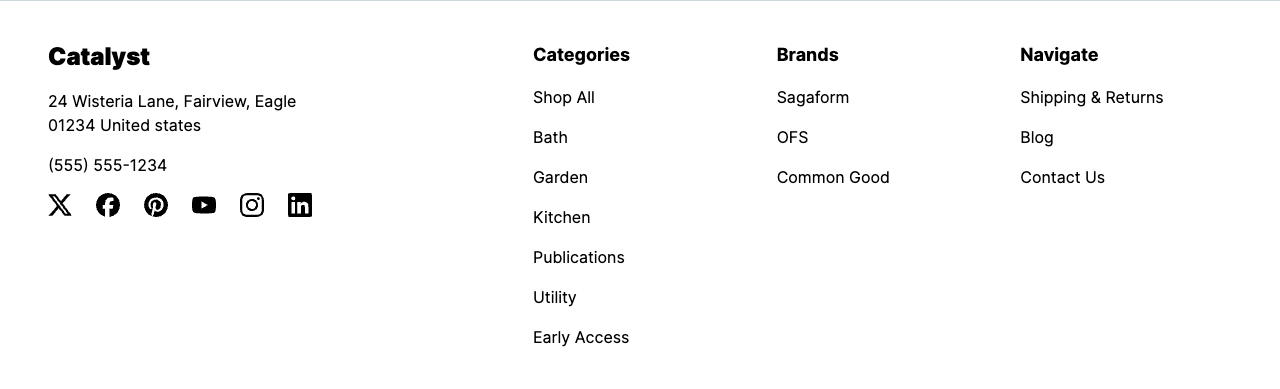 Catalyst
24 Wisteria Lane, Fairview, Eagle
01234 United states
(555) 555-1234
Categories
Shop All
Bath
Garden
Kitchen
Publications
Utility
Early Access
Brands
Sagaform
OFS
Common Good
Navigate
Shipping & Returns
Blog
Contact Us